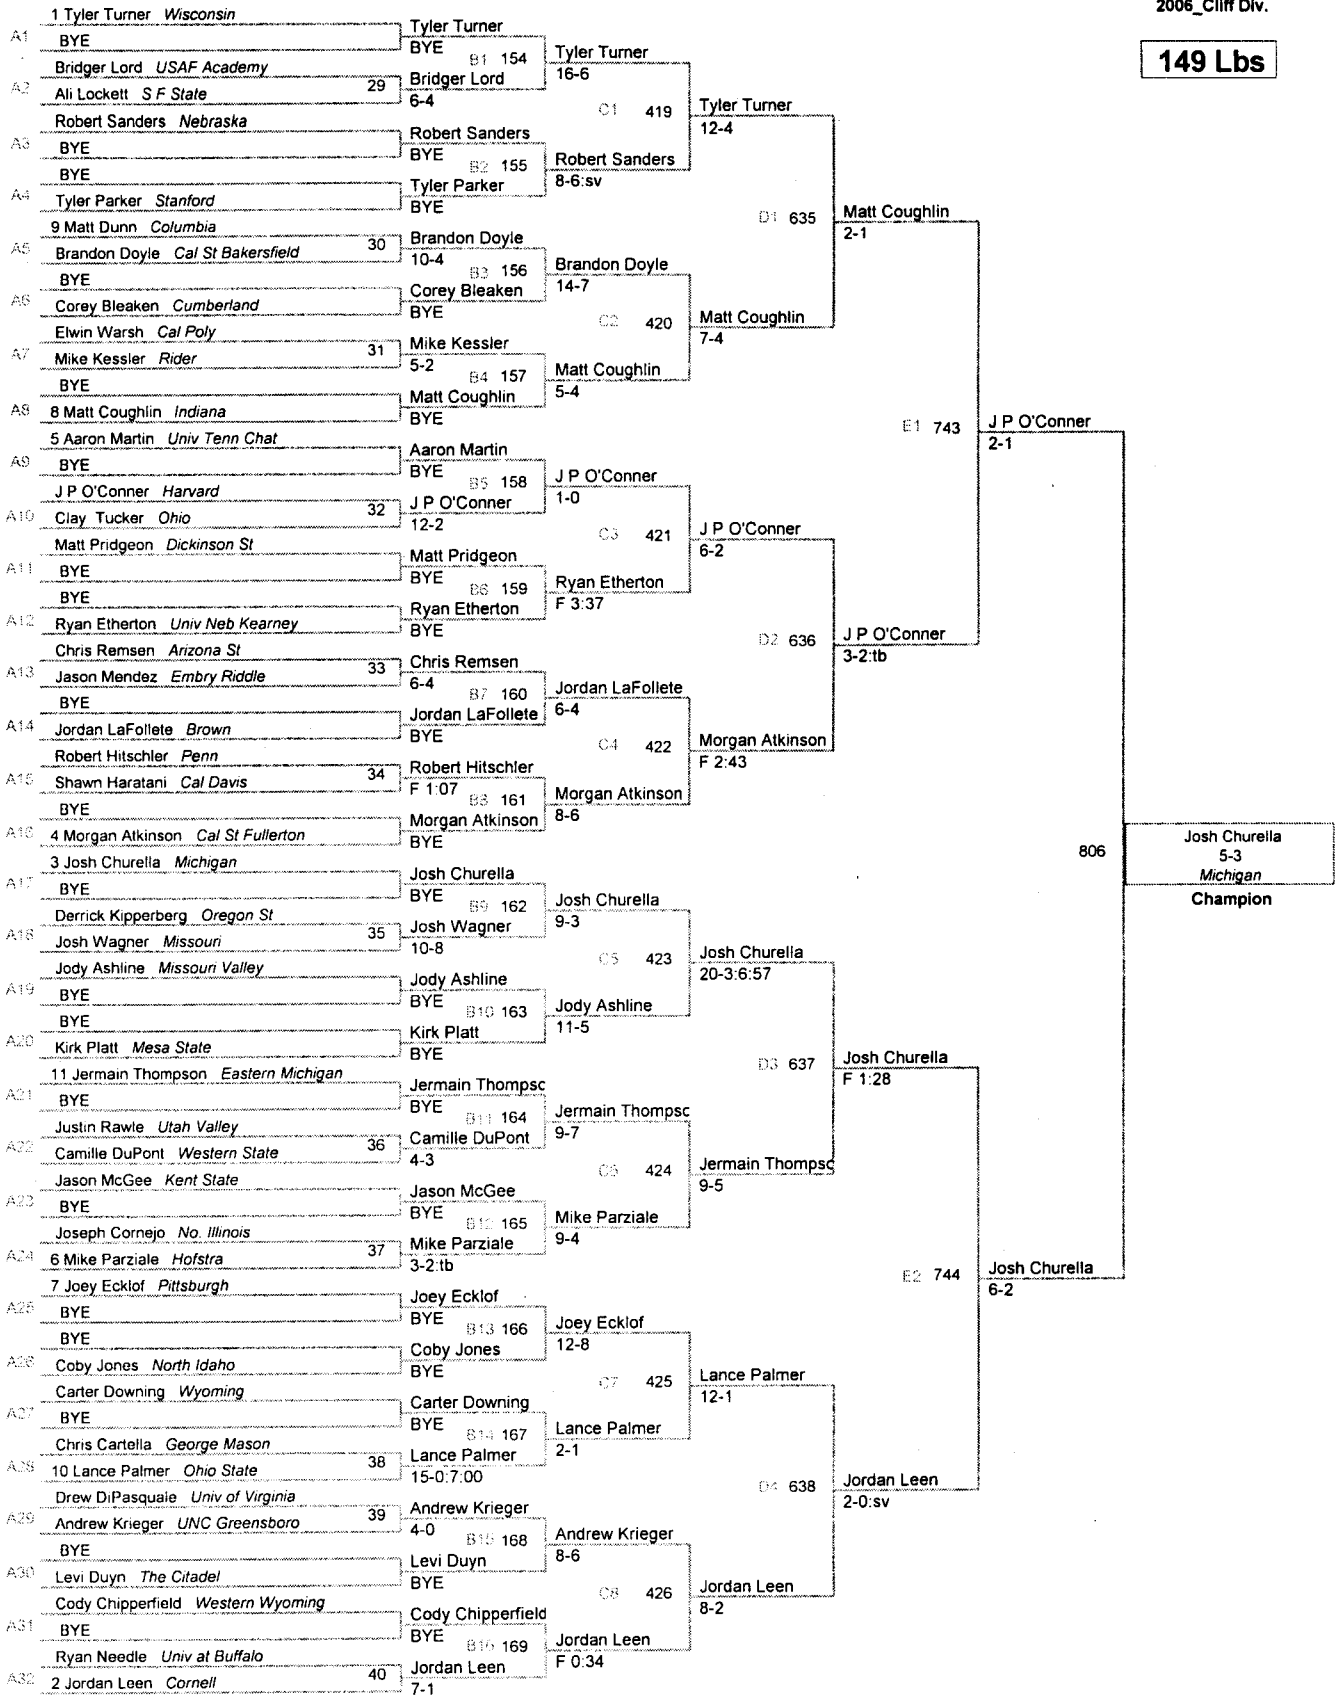 2006_Cliff Div.
149 Lbs
1 Tyler Turner Wisconsin
A1 BYE
Bridger Lord USAF Academy
A2 Ali Lockett S F State 29
Robert Sanders Nebraska
A3 BYE
BYE
A4 Tyler Parker Stanford
9 Matt Dunn Columbia
A5 Brandon Doyle Cal St Bakersfield 30
BYE
A6 Corey Bleaken Cumberland
Elwin Warsh Cal Poly
A7 Mike Kessler Rider 31
BYE
A8 8 Matt Coughlin Indiana
5 Aaron Martin Univ Tenn Chat
A9 BYE
J P O'Conner Harvard
A10 Clay Tucker Ohio 32
Matt Pridgeon Dickinson St
A11 BYE
BYE
A12 Ryan Etherton Univ Neb Kearney
Chris Remsen Arizona St
A13 Jason Mendez Embry Riddle 33
BYE
A14 Jordan LaFollete Brown
Robert Hitschler Penn
A15 Shawn Haratani Cal Davis 34
BYE
A16 4 Morgan Atkinson Cal St Fullerton
3 Josh Churella Michigan
A17 BYE
Derrick Kipperberg Oregon St
A18 Josh Wagner Missouri 35
Jody Ashline Missouri Valley
A19 BYE
BYE
A20 Kirk Platt Mesa State
11 Jermain Thompson Eastern Michigan
A21 BYE
Justin Rawle Utah Valley
A22 Camille DuPont Western State 36
Jason McGee Kent State
A23 BYE
Joseph Cornejo No. Illinois
A24 6 Mike Parziale Hofstra 37
7 Joey Ecklof Pittsburgh
A25 BYE
BYE
A26 Coby Jones North Idaho
Carter Downing Wyoming
A27 BYE
Chris Cartella George Mason
A28 10 Lance Palmer Ohio State 38
Drew DiPasquale Univ of Virginia
A29 Andrew Krieger UNC Greensboro 39
BYE
A30 Levi Duyn The Citadel
Cody Chipperfield Western Wyoming
A31 BYE
Ryan Needle Univ at Buffalo
A32 2 Jordan Leen Cornell 40
Tyler Turner
BYE
B1 154
Bridger Lord
6-4
Robert Sanders
BYE
B2 155
Tyler Parker
BYE
Brandon Doyle
10-4
B3 156
Corey Bleaken
BYE
Mike Kessler
5-2
B4 157
Matt Coughlin
BYE
Aaron Martin
BYE
B5 158
J P O'Conner
12-2
Matt Pridgeon
BYE
B6 159
Ryan Etherton
BYE
Chris Remsen
6-4
B7 160
Jordan LaFollete
BYE
Robert Hitschler
F 1:07
B8 161
Morgan Atkinson
BYE
Josh Churella
BYE
B9 162
Josh Wagner
10-8
Jody Ashline
BYE
B10 163
Kirk Platt
BYE
Jermain Thompsc
BYE
B11 164
Camille DuPont
4-3
Jason McGee
BYE
B12 165
Mike Parziale
3-2:tb
Joey Ecklof
BYE
B13 166
Coby Jones
BYE
Carter Downing
BYE
B14 167
Lance Palmer
15-0:7:00
Andrew Krieger
4-0
B15 168
Levi Duyn
BYE
Cody Chipperfield
BYE
B16 169
Jordan Leen
7-1
Tyler Turner
16-6
C1 419
Robert Sanders
8-6:sv
Brandon Doyle
14-7
C2 420
Matt Coughlin
5-4
J P O'Conner
1-0
C3 421
Ryan Etherton
F 3:37
Jordan LaFollete
6-4
C4 422
Morgan Atkinson
8-6
Josh Churella
9-3
C5 423
Jody Ashline
11-5
Jermain Thompsc
9-7
C6 424
Mike Parziale
9-4
Joey Ecklof
12-8
C7 425
Lance Palmer
2-1
Andrew Krieger
8-6
C8 426
Jordan Leen
F 0:34
Tyler Turner
12-4
D1 635
Matt Coughlin
7-4
J P O'Conner
6-2
D2 636
Morgan Atkinson
F 2:43
Josh Churella
20-3:6:57
D3 637
Jermain Thompsc
9-5
Lance Palmer
12-1
D4 638
Jordan Leen
8-2
Matt Coughlin
2-1
E1 743
J P O'Conner
3-2:tb
Josh Churella
F 1:28
E2 744
Jordan Leen
2-0:sv
J P O'Conner
2-1
806
Josh Churella
6-2
Josh Churella
5-3
Michigan
Champion